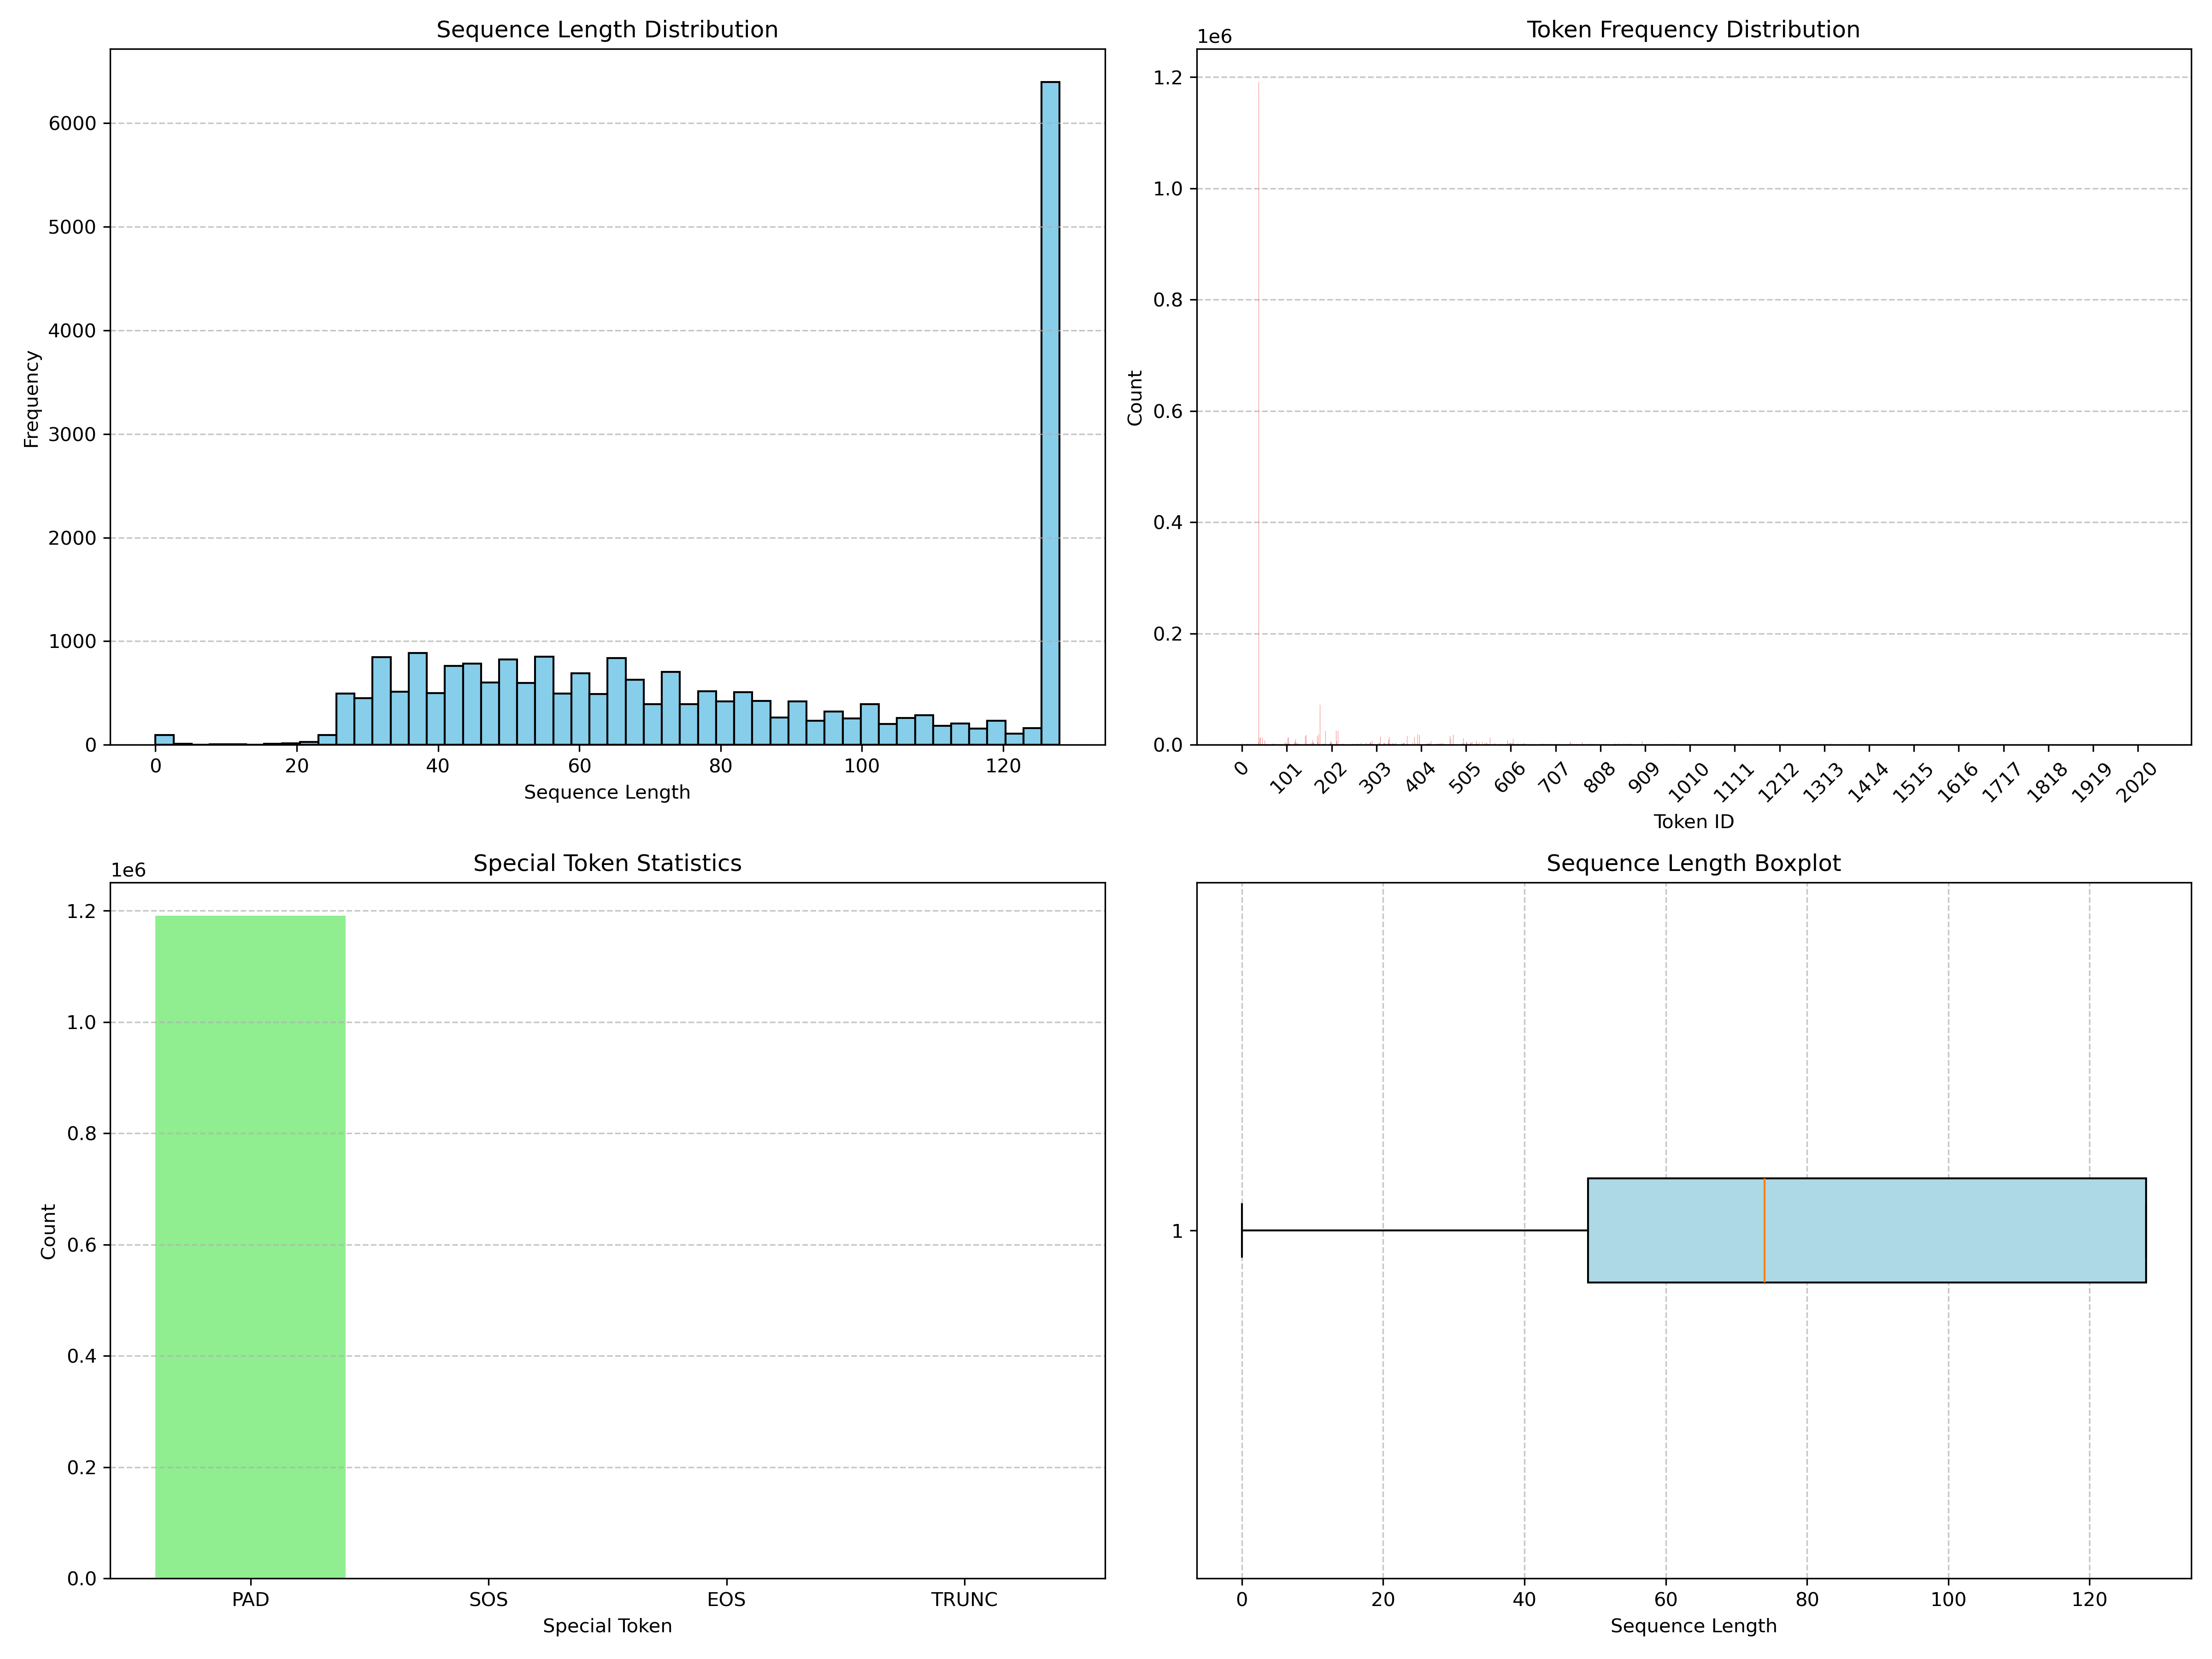 Sequence Length Distribution
6000
5000
4000
3000
2000
1000
0
Frequency
0 20 40 60 80 100 120
Sequence Length
Token Frequency Distribution
1e6
1.2
1.0
0.8
0.6
0.4
0.2
0.0
Count
0 101 202 303 404 505 606 707 808 909 1010 1111 1212 1313 1414 1515 1616 1717 1818 1919 2020
Token ID
Special Token Statistics
1e6
1.2
1.0
0.8
0.6
0.4
0.2
0.0
Count
PAD SOS EOS TRUNC
Special Token
Sequence Length Boxplot
1
0 20 40 60 80 100 120
Sequence Length